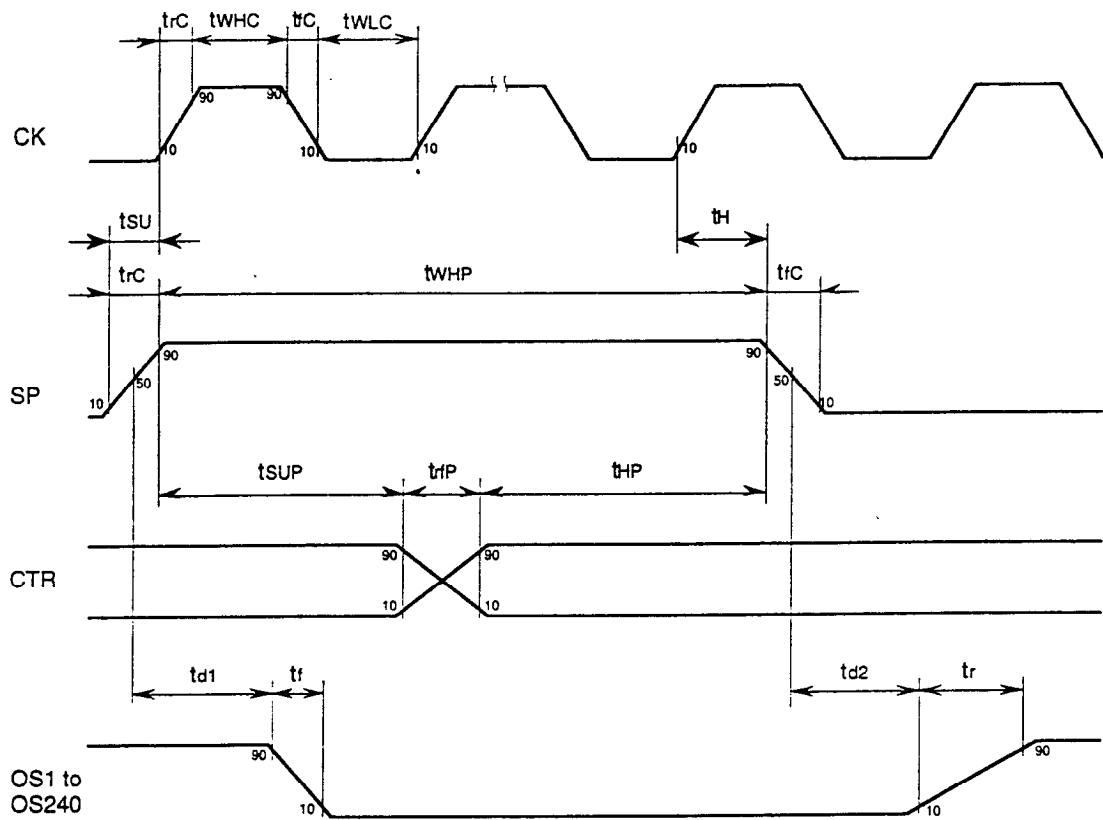 trC tWHC tfC tWLC
90 90
CK
10 10 10 10
tSU tH
trC tWHP tfC
90 90
50 50
SP
10 10
tSUP trfP tHP
90 90
CTR
10 10
td1 tf td2 tr
90 90
OS1 to
OS240
10 10